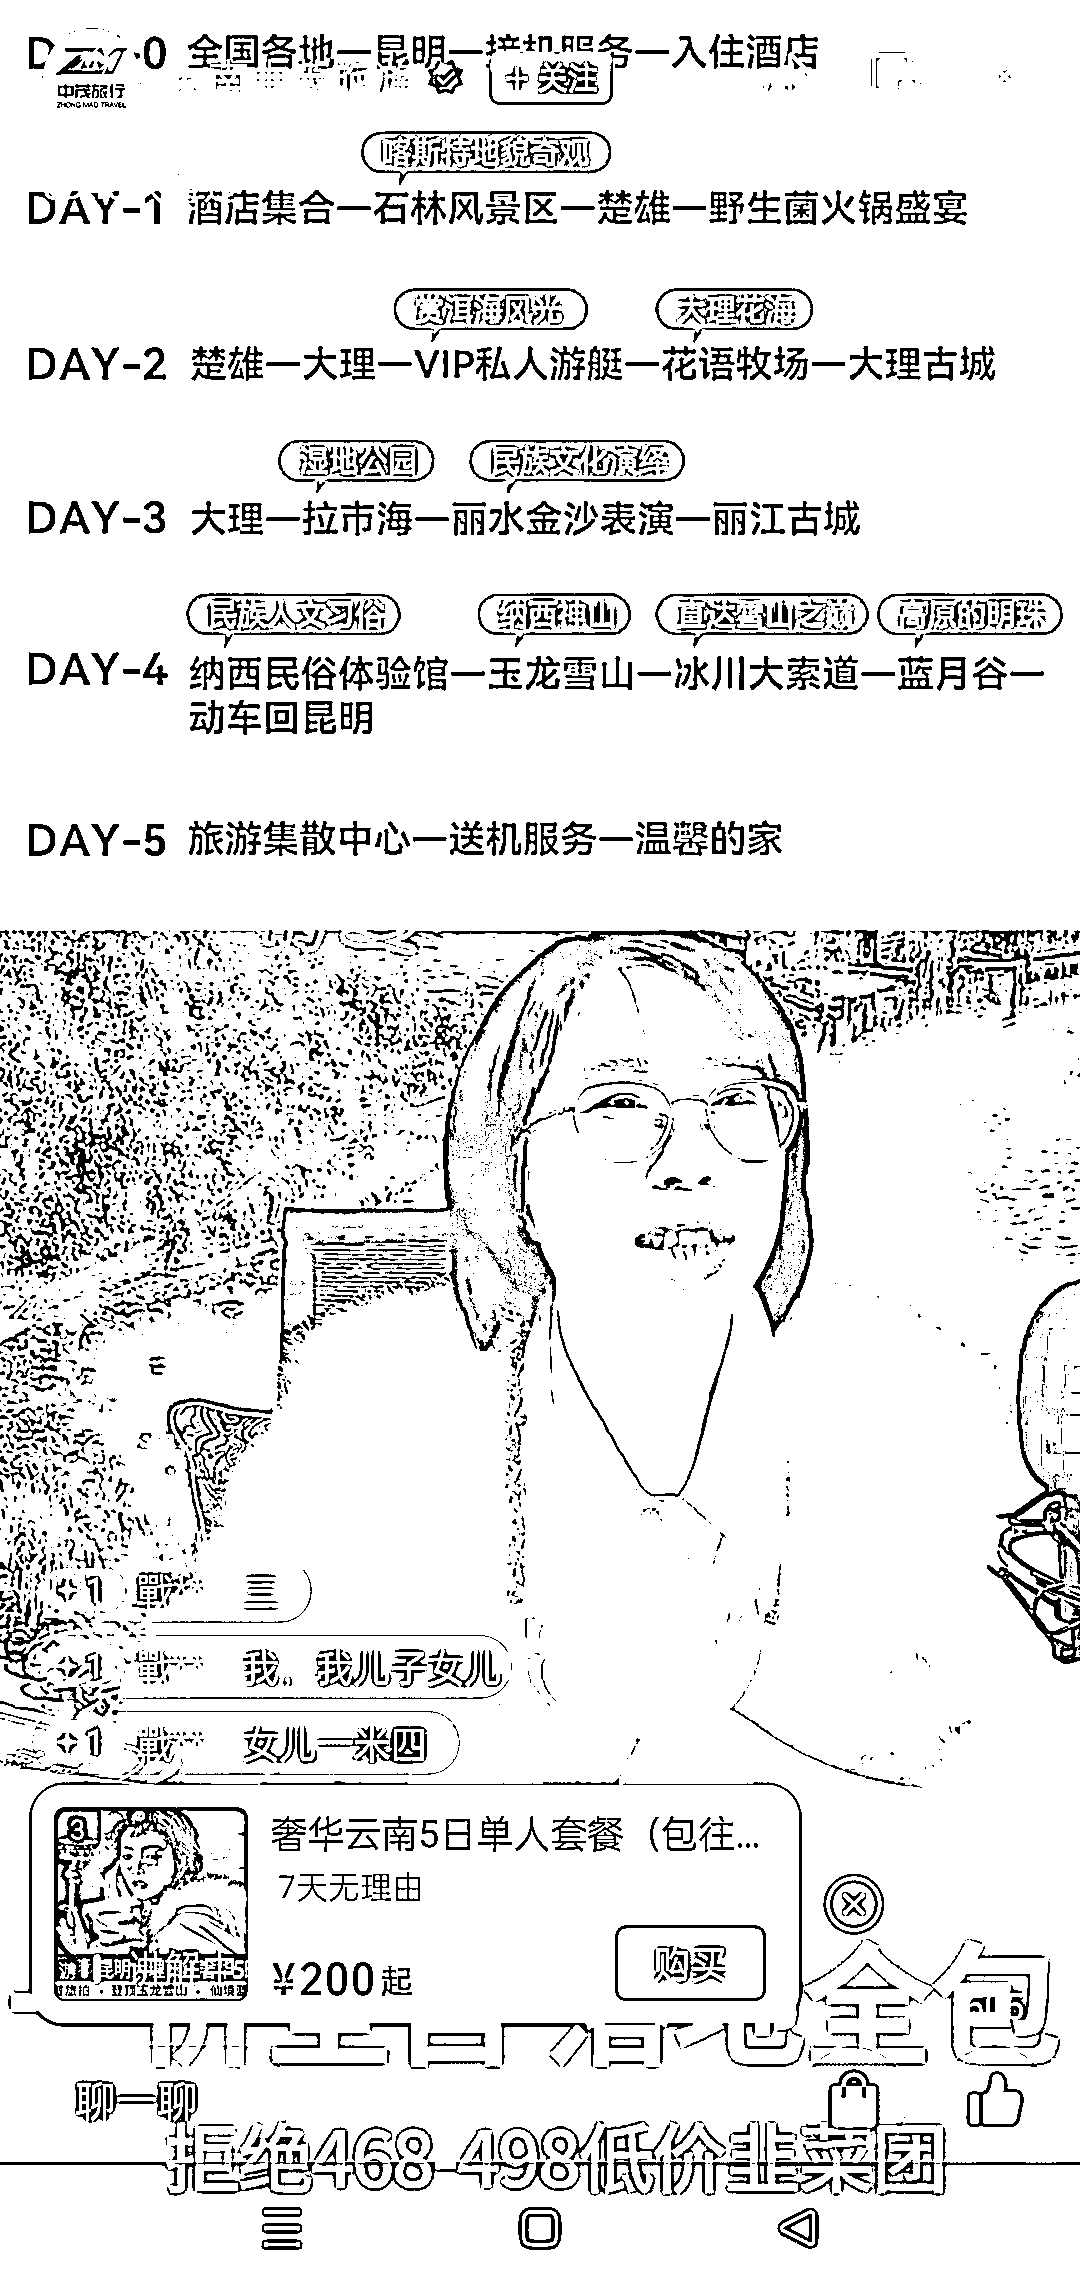 DAY-0 全国各地—昆明—接机服务—入住酒店
中茂旅行
ZHONG MAO TRAVEL
+ 关注
喀斯特地貌奇观
DAY-1 酒店集合—石林风景区—楚雄—野生菌火锅盛宴
赏洱海风光 大理花海
DAY-2 楚雄—大理—VIP私人游艇—花语牧场—大理古城
湿地公园 民族文化演绎
DAY-3 大理—拉市海—丽水金沙表演—丽江古城
民族人文习俗 纳西神山 直达雪山之巅 高原的明珠
DAY-4 纳西民俗体验馆—玉龙雪山—冰川大索道—蓝月谷—
动车回昆明
DAY-5 旅游集散中心—送机服务—温馨的家
+1 戰*** 三
+1 戰*** 我。我儿子女儿
+1 戰*** 女儿一米四
3
讲解中
奢华云南5日单人套餐（包往...
7天无理由
¥200起
购买
全包
聊一聊
拒绝468-498低价韭菜团